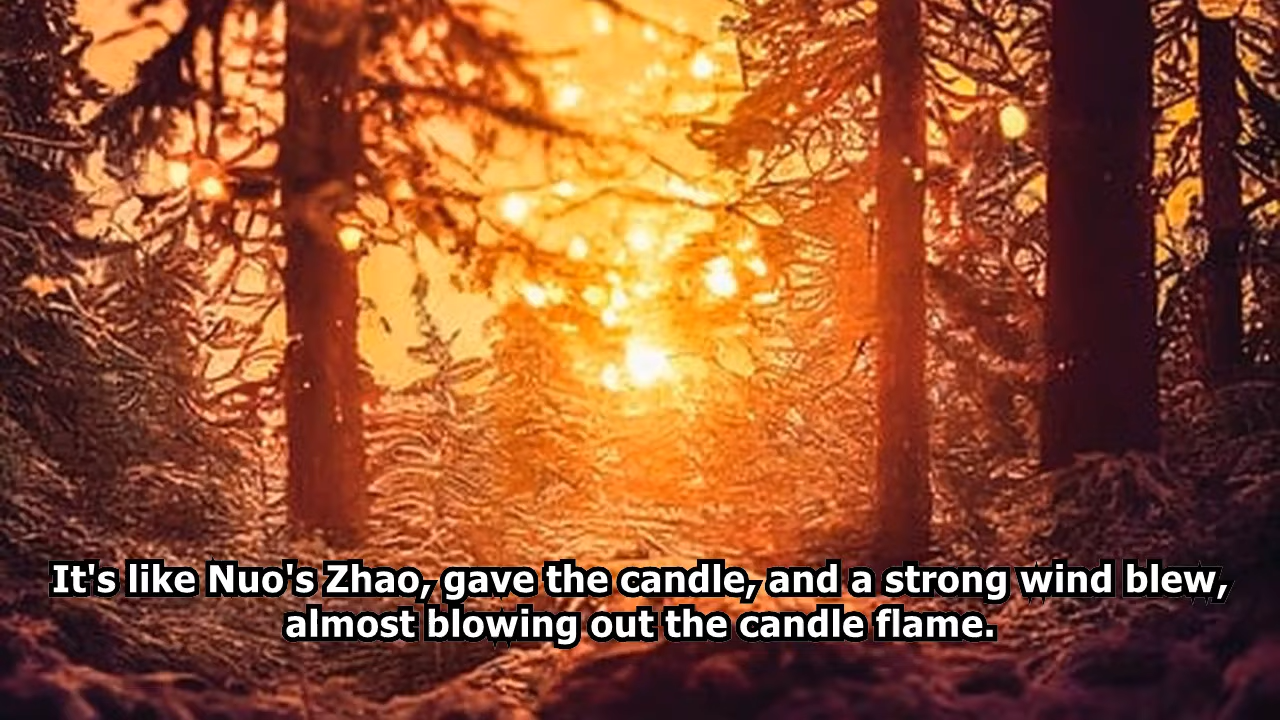 It's like Nuo's Zhao, gave the candle, and a strong wind blew,
almost blowing out the candle flame.